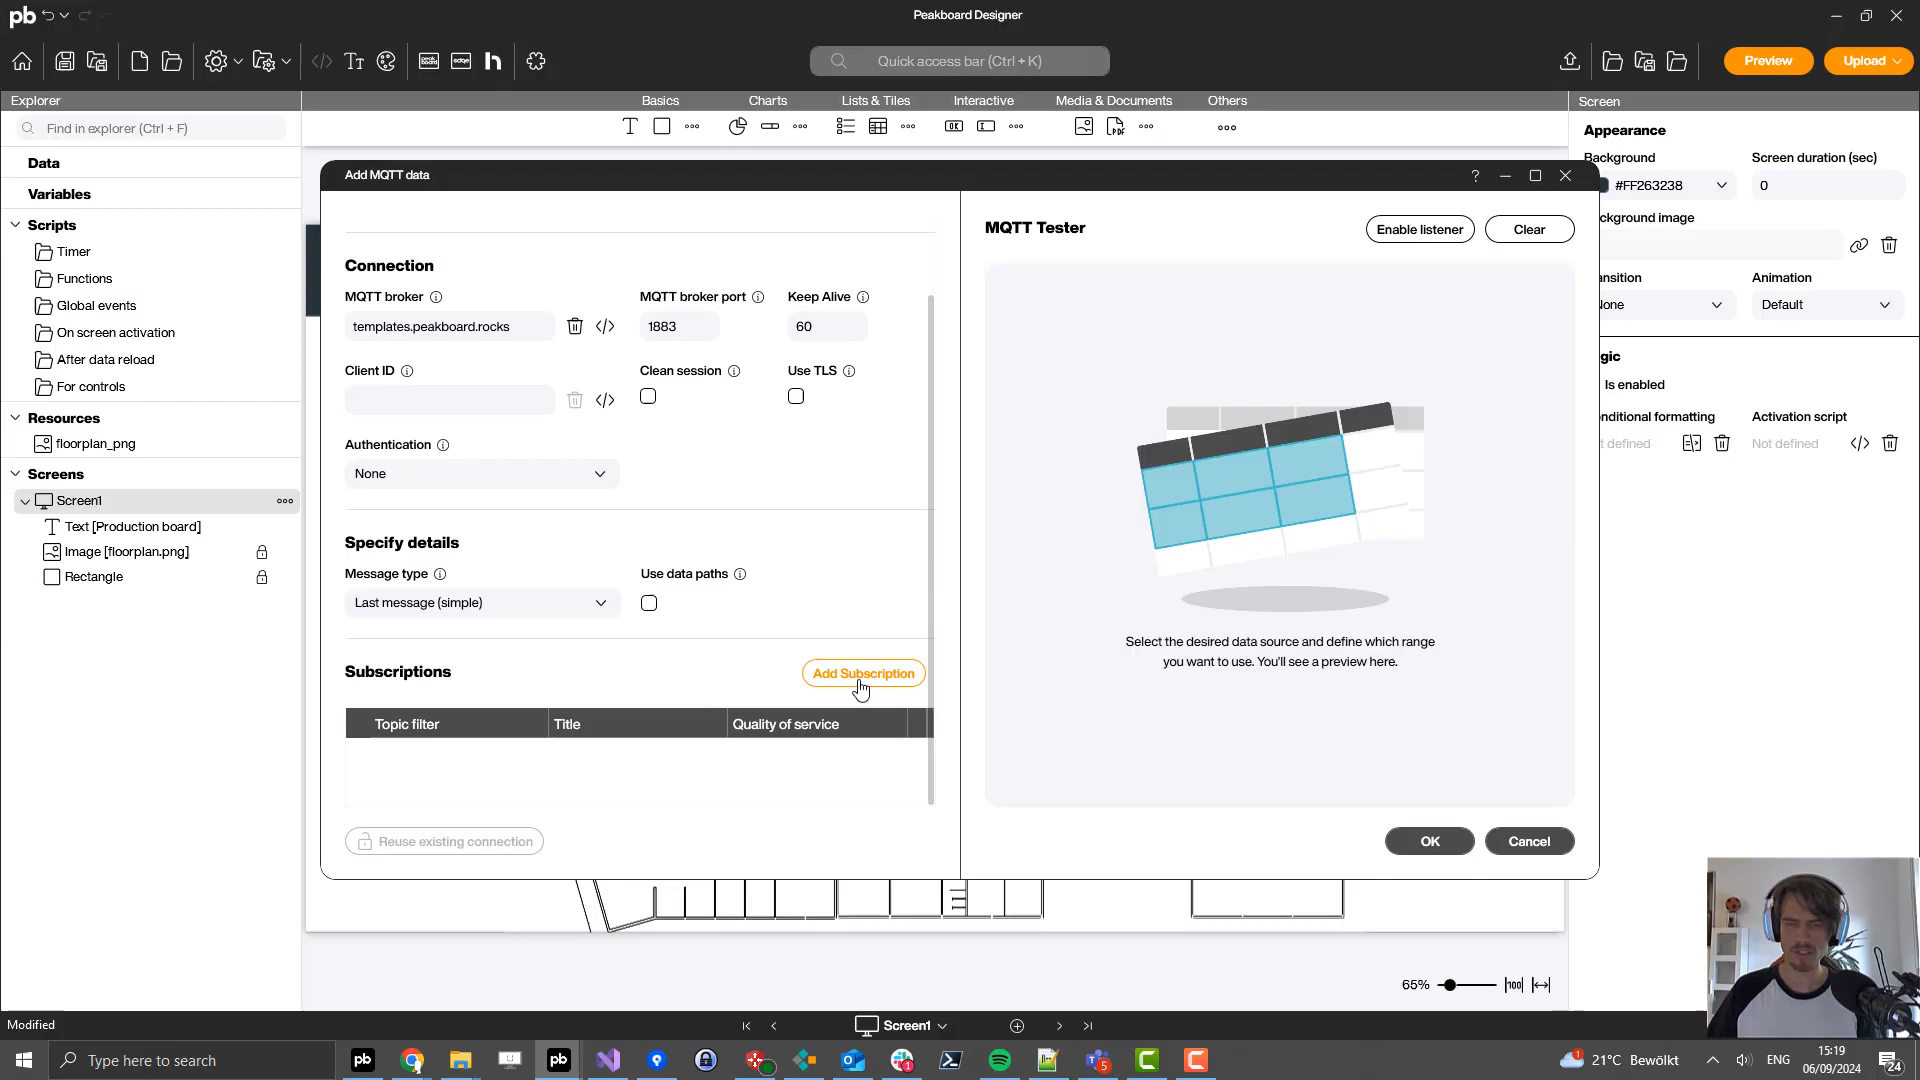 pb
Peakboard Designer
Quick access bar (Ctrl + K)
Preview
Upload
Explorer
Basics
Charts
Lists & Tiles
Interactive
Media & Documents
Others
Screen
Find in explorer (Ctrl + F)
Data
Variables
Scripts
Timer
Functions
Global events
On screen activation
After data reload
For controls
Resources
floorplan_png
Screens
Screen1
Text [Production board]
Image [floorplan.png]
Rectangle
Add MQTT data
Connection
MQTT broker
MQTT broker port
Keep Alive
templates.peakboard.rocks
1883
60
Client ID
Clean session
Use TLS
Authentication
None
Specify details
Message type
Use data paths
Last message (simple)
Subscriptions
Add Subscription
Topic filter
Title
Quality of service
Reuse existing connection
MQTT Tester
Enable listener
Clear
Select the desired data source and define which range
you want to use. You'll see a preview here.
OK
Cancel
Appearance
Background
Screen duration (sec)
#FF263238
0
ckground image
ansition
Animation
None
Default
gic
Is enabled
nditional formatting
Activation script
t defined
Not defined
65%
100
Modified
Screen1
Type here to search
21°C Bewölkt
ENG
15:19
06/09/2024
24